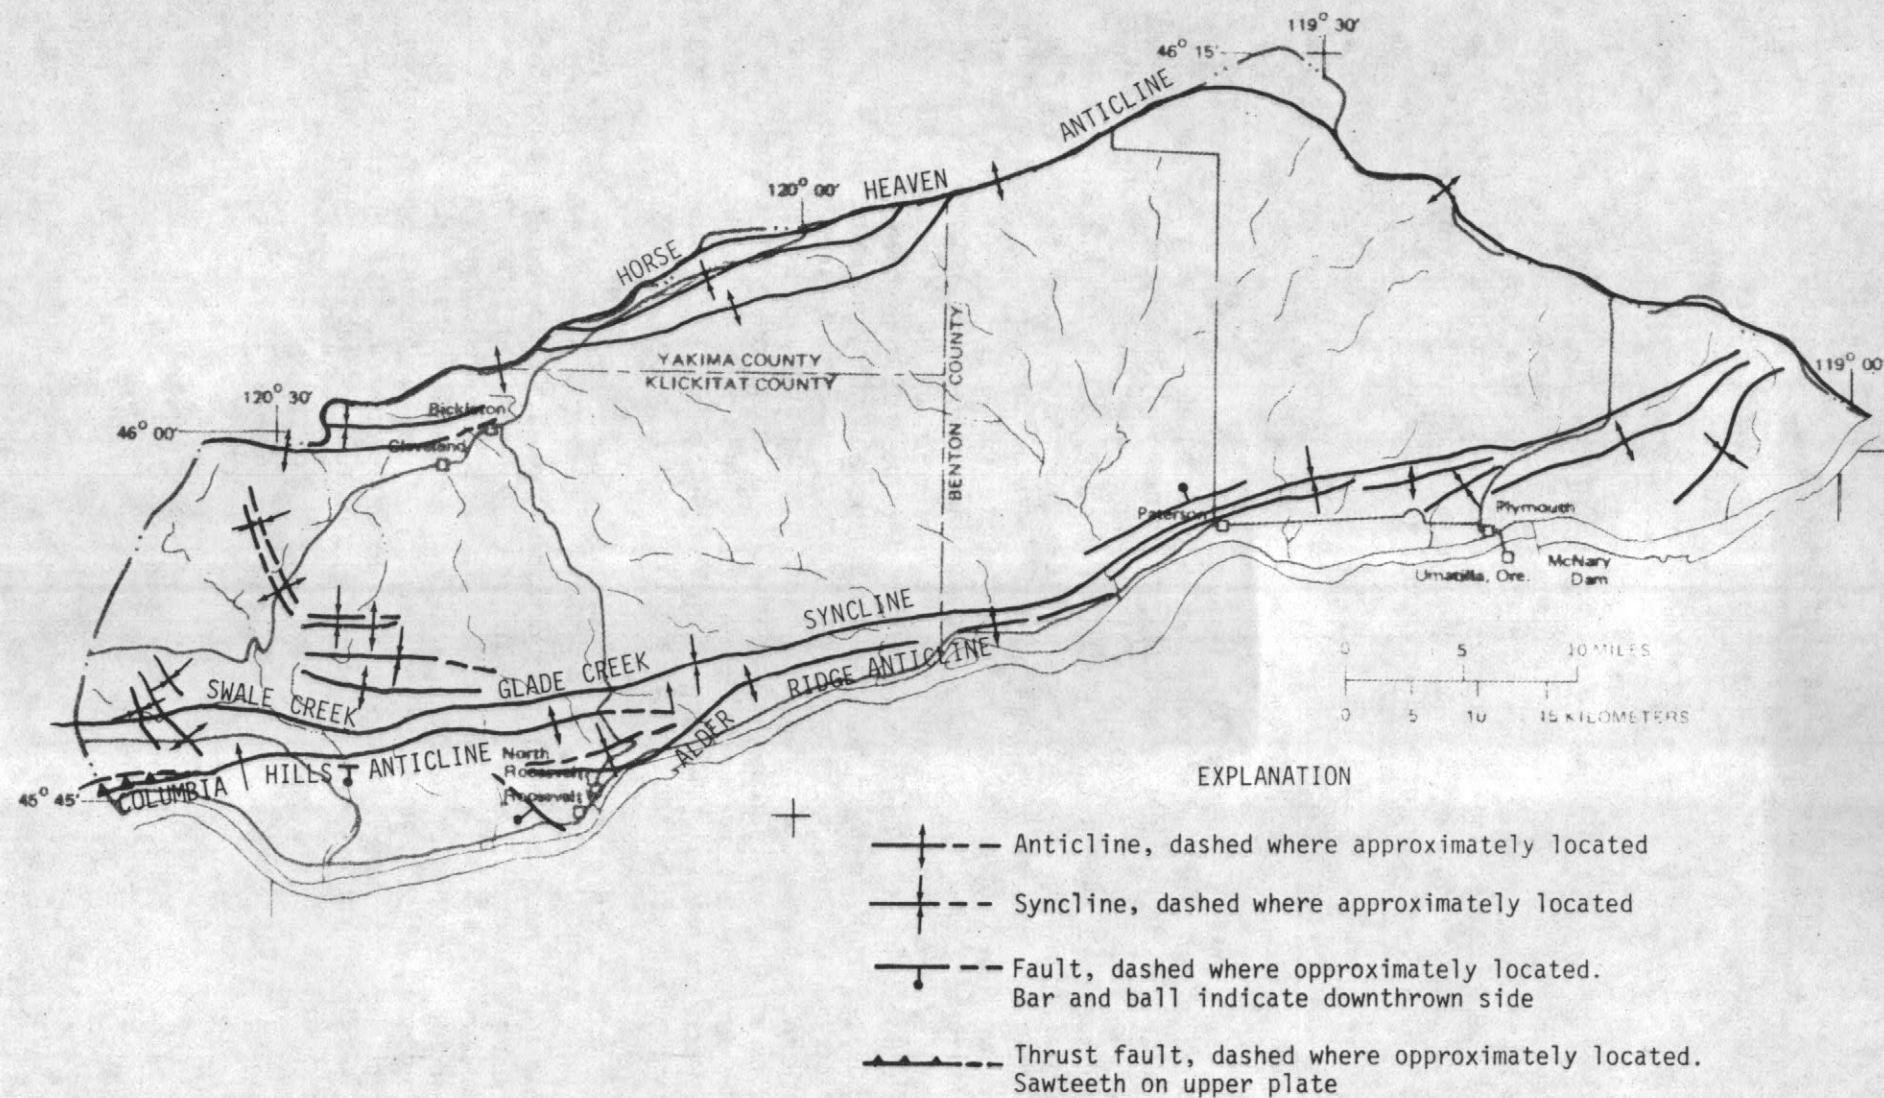 119° 30′
46° 15′
HORSE HEAVEN ANTICLINE
120° 00′
YAKIMA COUNTY
KLICKITAT COUNTY
BENTON COUNTY
119° 00′
120° 30′
46° 00′
Bickleton
Cleveland
Paterson
Plymouth
Umatilla, Ore.
McNary
Dam
SWALE CREEK
GLADE CREEK SYNCLINE
ALDER RIDGE ANTICLINE
COLUMBIA HILLS ANTICLINE
North
Roosevelt
Roosevelt
45° 45′
0 5 10 MILES
0 5 10 15 KILOMETERS
EXPLANATION
Anticline, dashed where approximately located
Syncline, dashed where approximately located
Fault, dashed where opproximately located.
Bar and ball indicate downthrown side
Thrust fault, dashed where opproximately located.
Sawteeth on upper plate